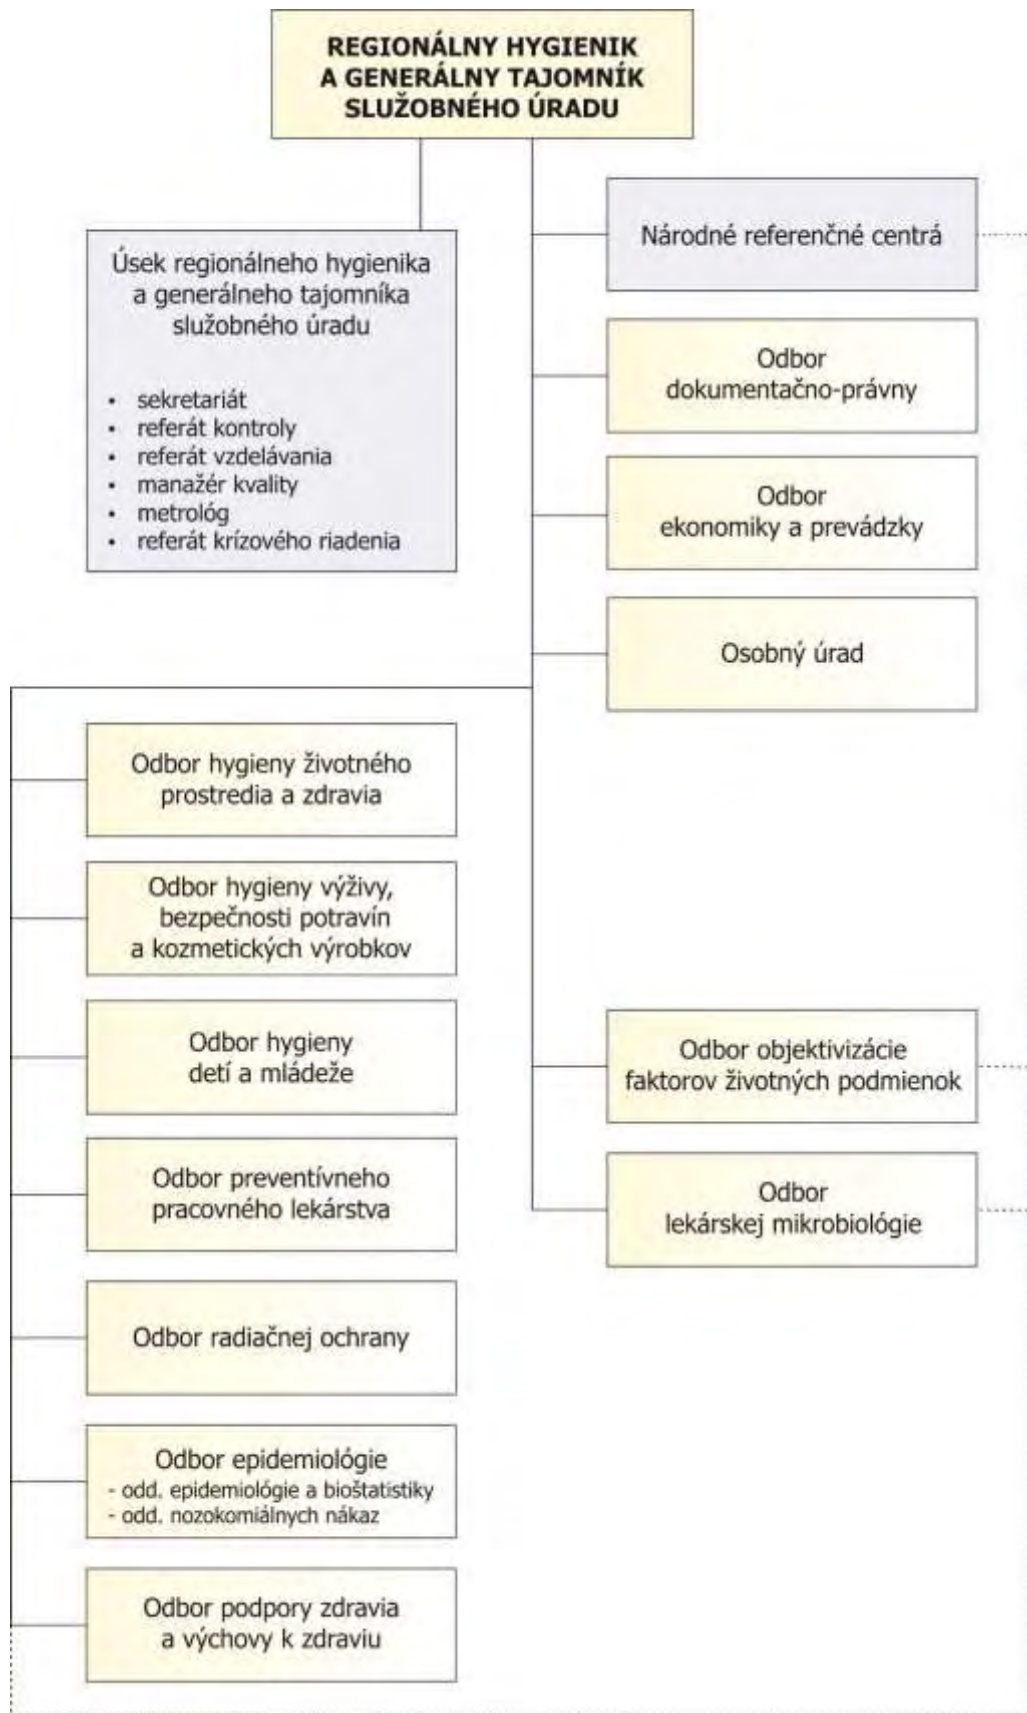 REGIONÁLNY HYGIENIK
A GENERÁLNY TAJOMNÍK
SLUŽOBNÉHO ÚRADU
Úsek regionálneho hygienika
a generálneho tajomníka
služobného úradu
• sekretariát
• referát kontroly
• referát vzdelávania
• manažér kvality
• metrológ
• referát krízového riadenia
Národné referenčné centrá
Odbor
dokumentačno-právny
Odbor
ekonomiky a prevádzky
Osobný úrad
Odbor hygieny životného
prostredia a zdravia
Odbor hygieny výživy,
bezpečnosti potravín
a kozmetických výrobkov
Odbor hygieny
detí a mládeže
Odbor preventívneho
pracovného lekárstva
Odbor radiačnej ochrany
Odbor epidemiológie
- odd. epidemiológie a bioštatistiky
- odd. nozokomiálnych nákaz
Odbor podpory zdravia
a výchovy k zdraviu
Odbor objektivizácie
faktorov životných podmienok
Odbor
lekárskej mikrobiológie